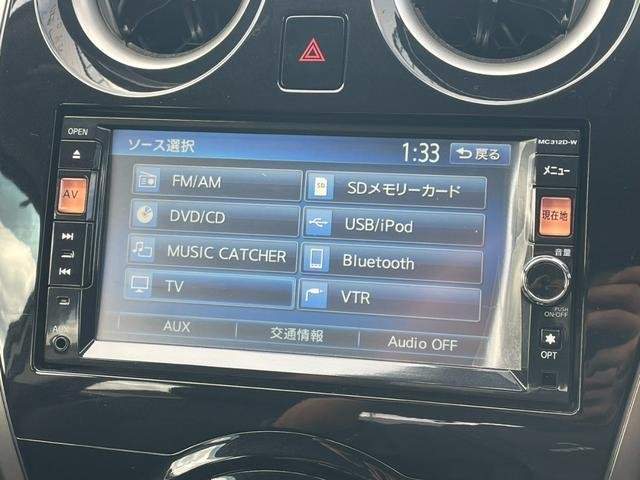 OPEN
MC312D-W
ソース選択
1:33
戻る
メニュー
AV
FM/AM
SD
SDメモリーカード
現在地
DVD/CD
USB/iPod
MUSIC CATCHER
Bluetooth
音量
TV
VTR
PUSH
ON·OFF
AUX
AUX
交通情報
Audio OFF
OPT